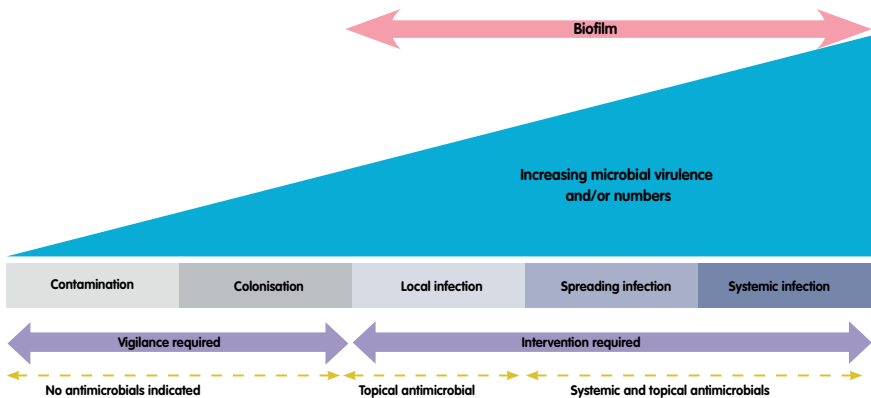 Biofilm
Increasing microbial virulence
and/or numbers
Contamination
Colonisation
Local infection
Spreading infection
Systemic infection
Vigilance required
Intervention required
No antimicrobials indicated
Topical antimicrobial
Systemic and topical antimicrobials